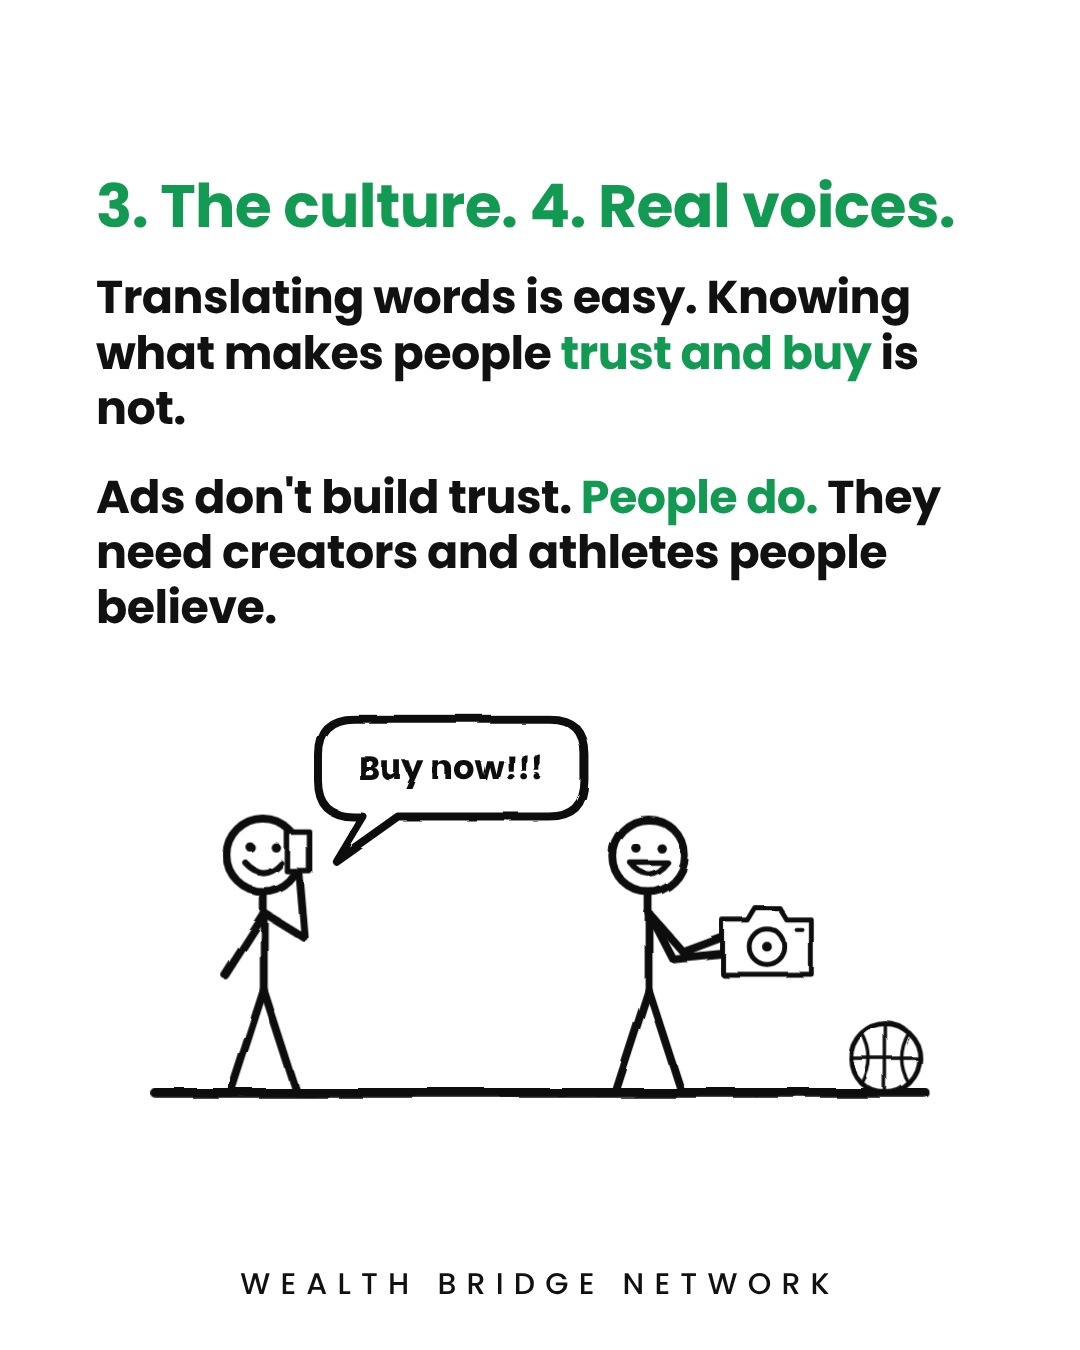 3. The culture. 4. Real voices.
Translating words is easy. Knowing
what makes people trust and buy is
not.
Ads don't build trust. People do. They
need creators and athletes people
believe.
Buy now!!!
WEALTH BRIDGE NETWORK